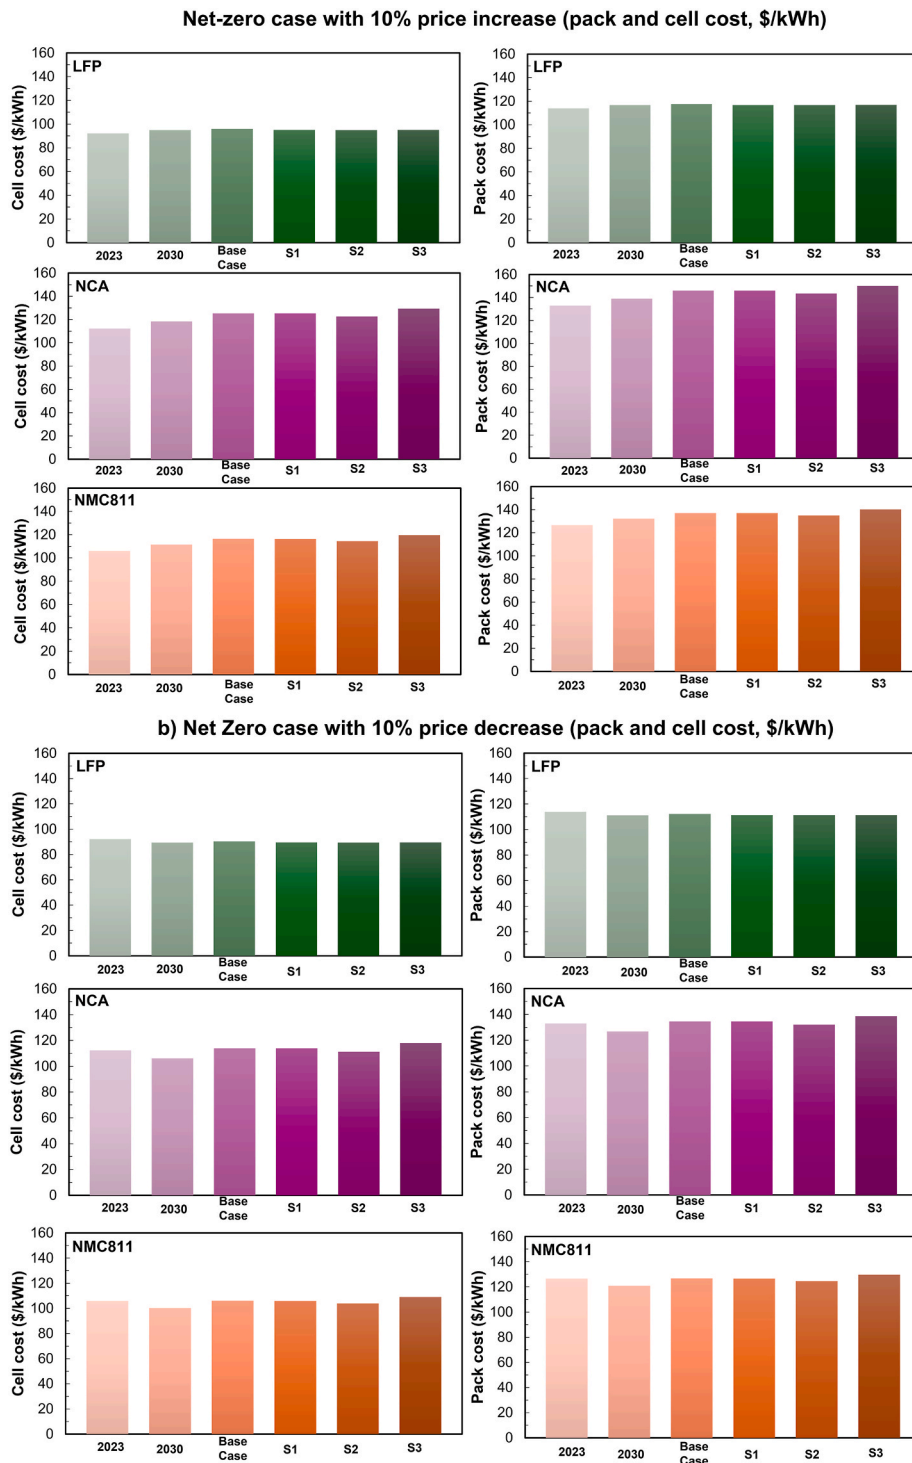 Net-zero case with 10% price increase (pack and cell cost, $/kWh)
LFP
Cell cost ($/kWh)
160
140
120
100
80
60
40
20
0
2023 2030 Base Case S1 S2 S3
Pack cost ($/kWh)
160
140
120
100
80
60
40
20
0
LFP
2023 2030 Base Case S1 S2 S3
NCA
Cell cost ($/kWh)
160
140
120
100
80
60
40
20
0
2023 2030 Base Case S1 S2 S3
NCA
Pack cost ($/kWh)
160
140
120
100
80
60
40
20
0
2023 2030 Base Case S1 S2 S3
NMC811
Cell cost ($/kWh)
160
140
120
100
80
60
40
20
0
2023 2030 Base Case S1 S2 S3
Pack cost ($/kWh)
160
140
120
100
80
60
40
20
0
2023 2030 Base Case S1 S2 S3
b) Net Zero case with 10% price decrease (pack and cell cost, $/kWh)
LFP
Cell cost ($/kWh)
160
140
120
100
80
60
40
20
0
2023 2030 Base Case S1 S2 S3
LFP
Pack cost ($/kWh)
160
140
120
100
80
60
40
20
0
2023 2030 Base Case S1 S2 S3
NCA
Cell cost ($/kWh)
160
140
120
100
80
60
40
20
0
2023 2030 Base Case S1 S2 S3
NCA
Pack cost ($/kWh)
160
140
120
100
80
60
40
20
0
2023 2030 Base Case S1 S2 S3
NMC811
Cell cost ($/kWh)
160
140
120
100
80
60
40
20
0
2023 2030 Base Case S1 S2 S3
NMC811
Pack cost ($/kWh)
160
140
120
100
80
60
40
20
0
2023 2030 Base Case S1 S2 S3